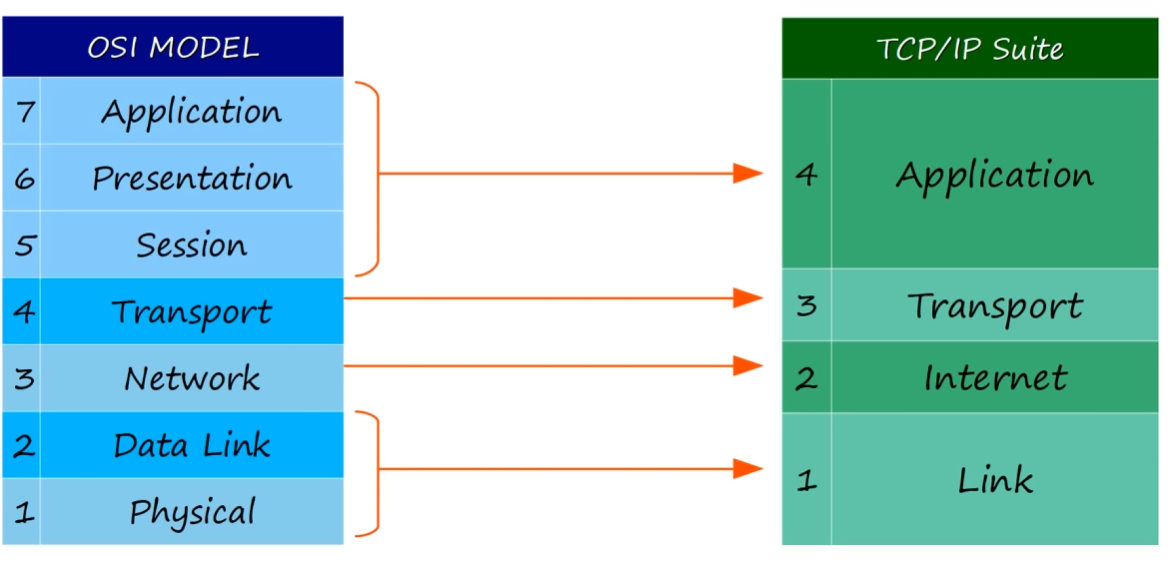 OSI MODEL
7 Application
6 Presentation
5 Session
4 Transport
3 Network
2 Data Link
1 Physical
TCP/IP Suite
4 Application
3 Transport
2 Internet
1 Link